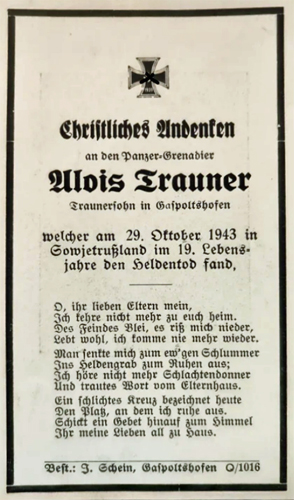 Christliches Andenken
an den Panzer-Grenadier
Alois Trauner
Traunersohn in Gaspoltshofen
welcher am 29. Oktober 1943 in
Sowjetrußland im 19. Lebens-
jahre den Heldentod fand.
O, ihr lieben Eltern mein,
Ich kehre nicht mehr zu euch heim.
Des Feindes Blei, es riß mich nieder,
Lebt wohl, ich komme nie mehr wieder.
Man senkte mich zum ew'gen Schlummer
Ins Heldengrab zum Ruhen aus;
Ich höre nicht mehr Schlachtendonner
Und trautes Wort vom Elternhaus.
Ein schlichtes Kreuz bezeichnet heute
Den Platz, an dem ich ruhe aus.
Schickt ein Gebet hinauf zum Himmel
Ihr meine Lieben all zu Haus.
Best.: J. Schein, Gaspoltshofen Q/1016